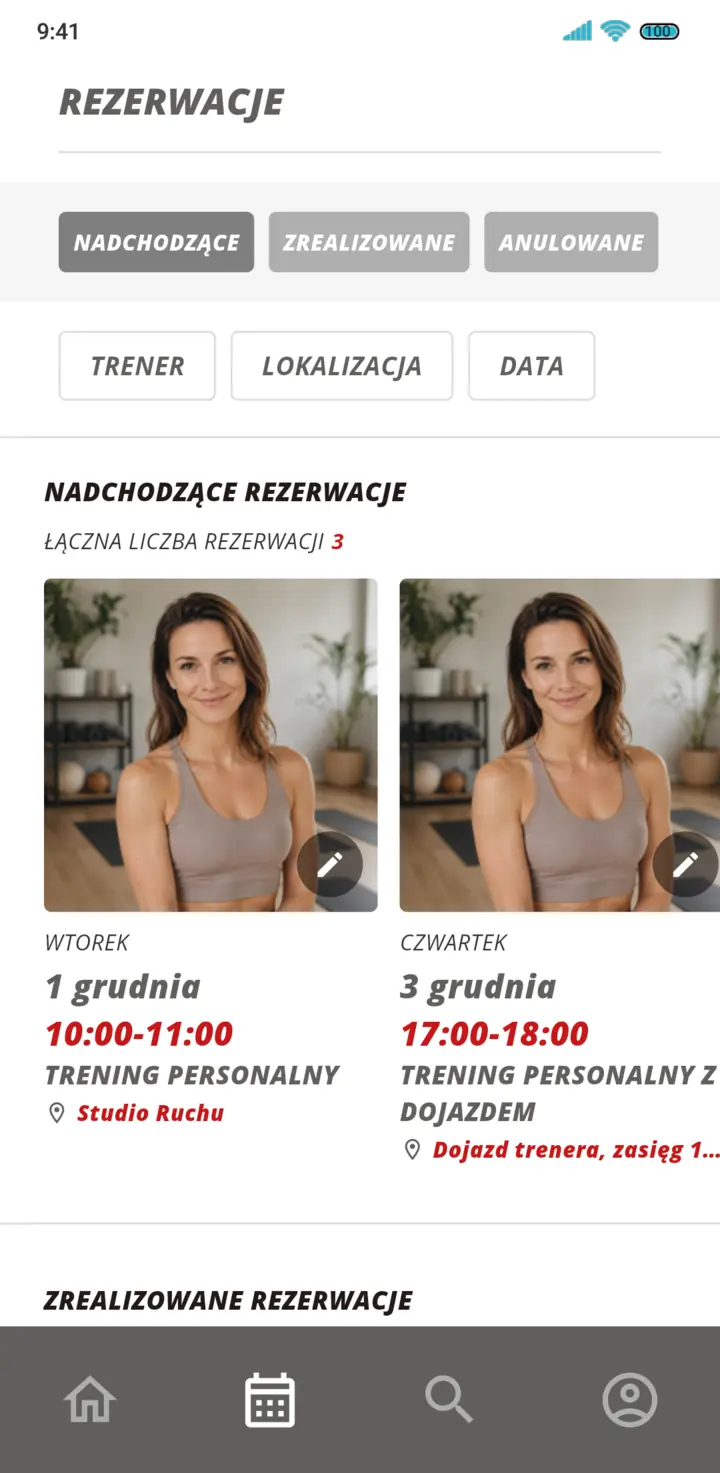 9:41
100
REZERWACJE
NADCHODZĄCE ZREALIZOWANE ANULOWANE
TRENER LOKALIZACJA DATA
NADCHODZĄCE REZERWACJE
ŁĄCZNA LICZBA REZERWACJI 3
WTOREK
1 grudnia
10:00-11:00
TRENING PERSONALNY
Studio Ruchu
CZWARTEK
3 grudnia
17:00-18:00
TRENING PERSONALNY Z
DOJAZDEM
Dojazd trenera, zasięg 1...
ZREALIZOWANE REZERWACJE